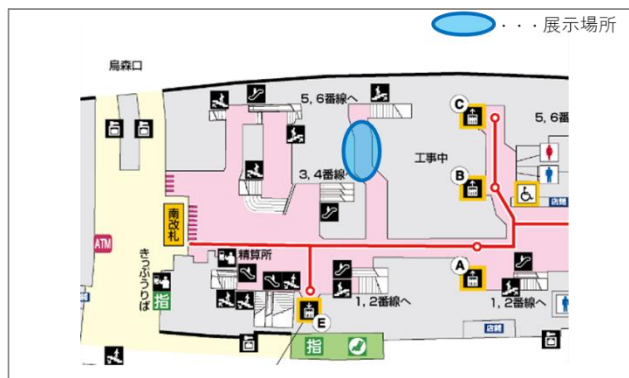 ・・・展示場所
烏森口
5, 6番線へ
C
5, 6番
工事中
3, 4番線へ
B
南改札
ATM
きっぷうりば
精算所
店舗
A
指
1, 2番線へ
1, 2番線へ
E
店舗
指